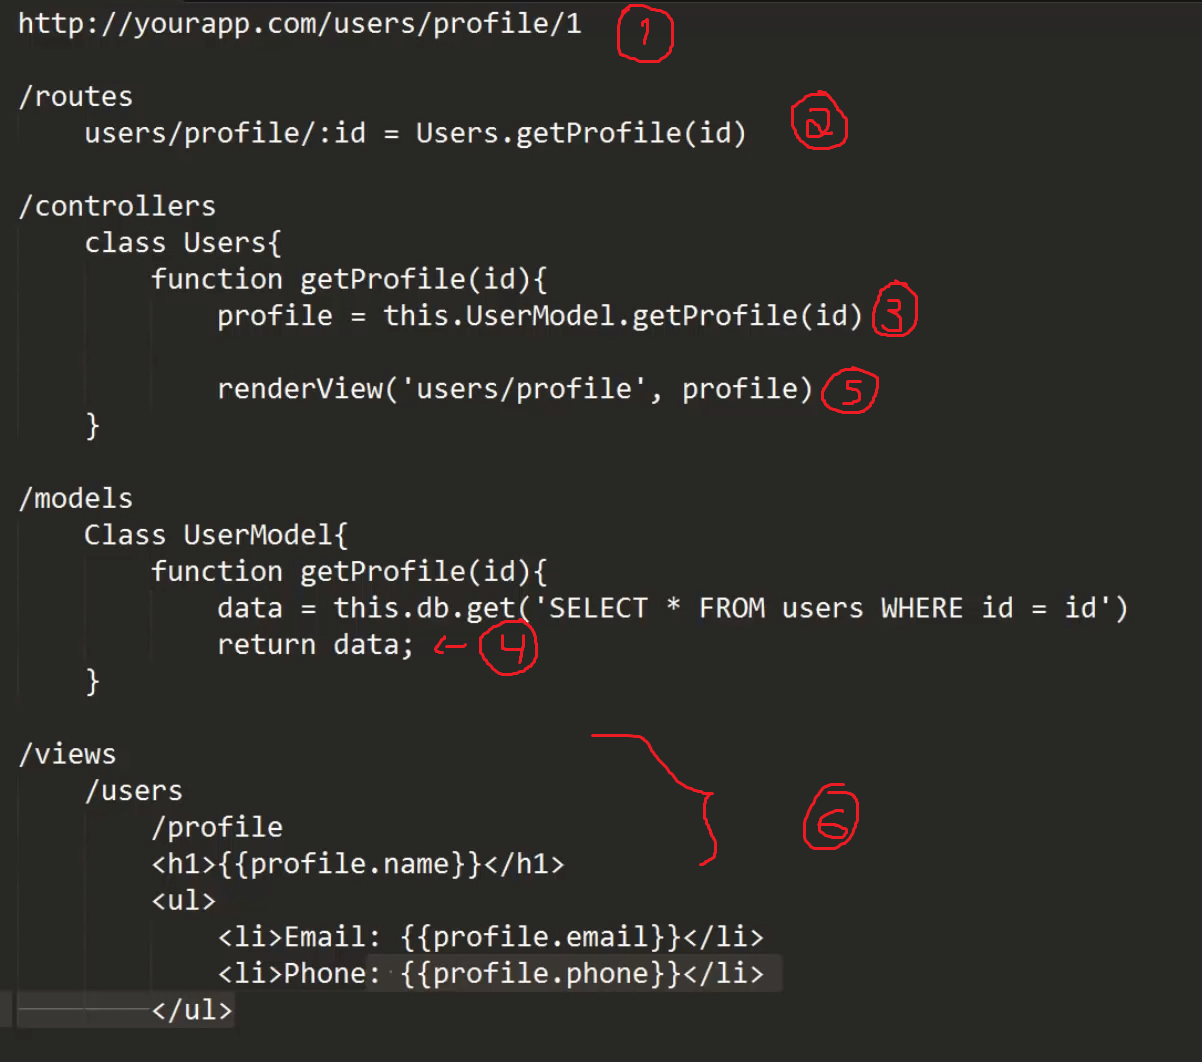 http://yourapp.com/users/profile/1 1
/routes
users/profile/:id = Users.getProfile(id) 2
/controllers
class Users{
function getProfile(id){
profile = this.UserModel.getProfile(id) 3
renderView('users/profile', profile) 5
}
/models
Class UserModel{
function getProfile(id){
data = this.db.get('SELECT * FROM users WHERE id = id')
return data; ← 4
}
/views
/users
/profile 6
<h1>{{profile.name}}</h1>
<ul>
<li>Email: {{profile.email}}</li>
<li>Phone: {{profile.phone}}</li>
</ul>